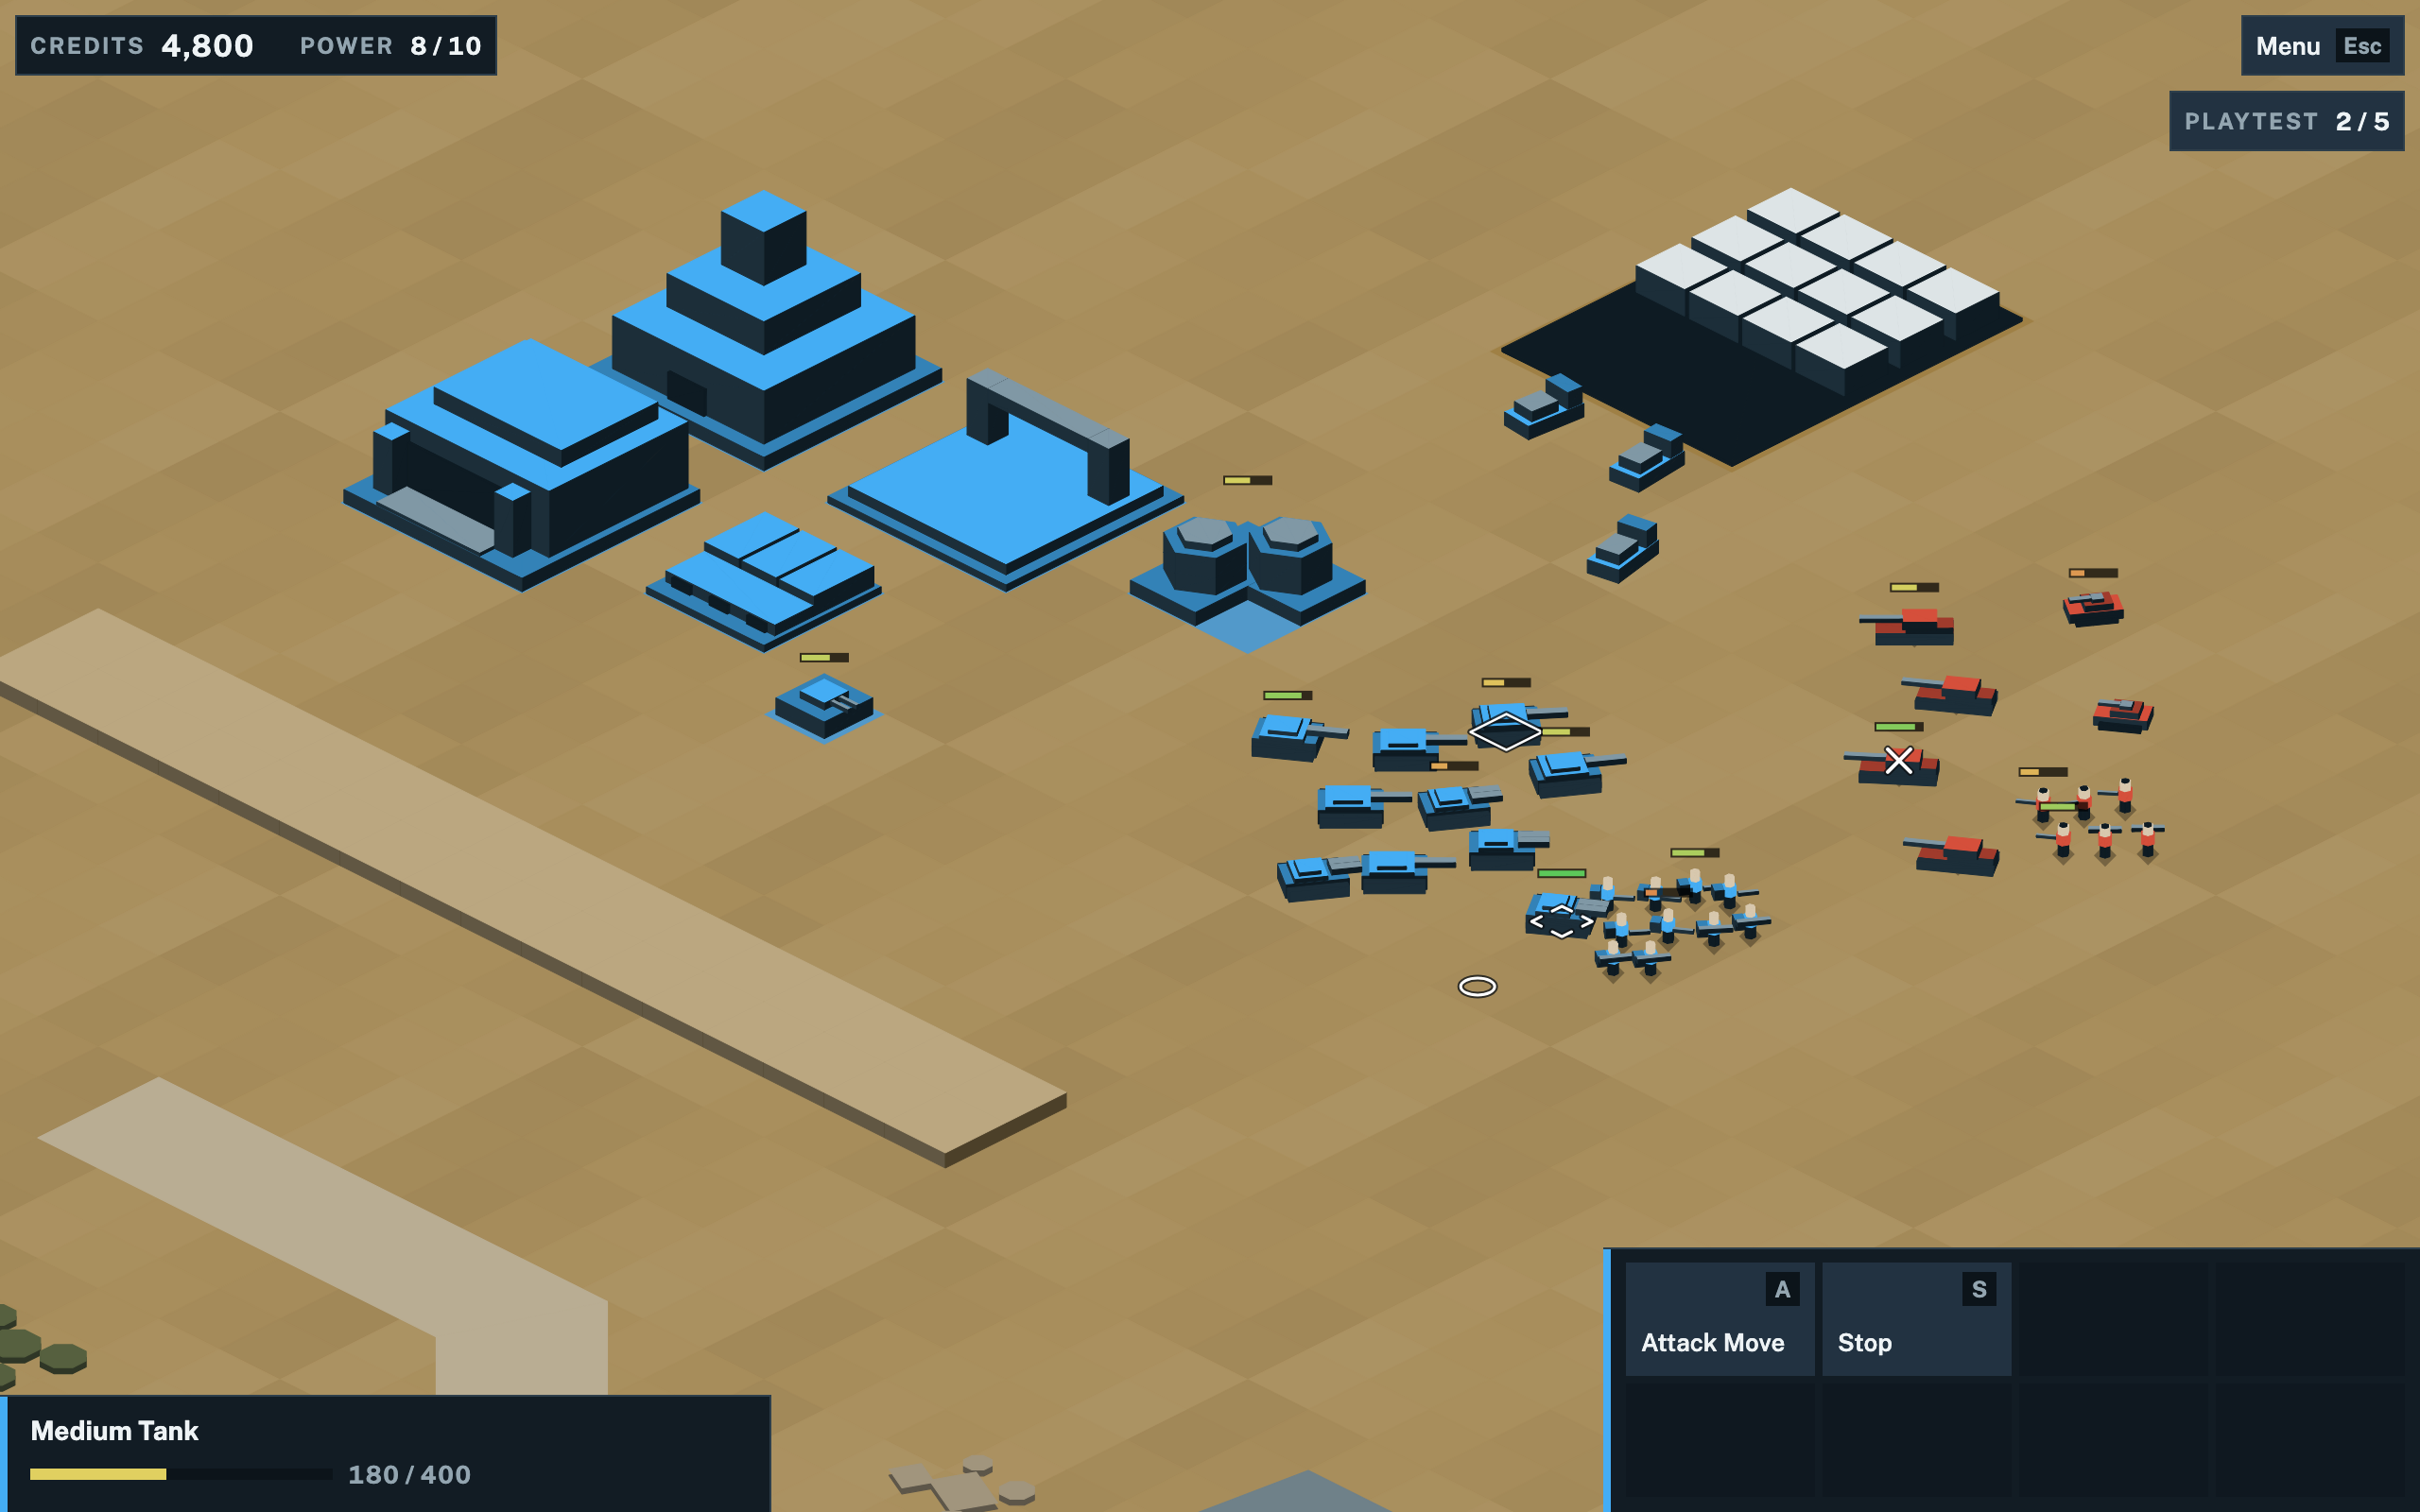 CREDITS 4,800 POWER 8/10
Menu Esc
PLAYTEST 2/5
A
Attack Move
S
Stop
Medium Tank
180/400